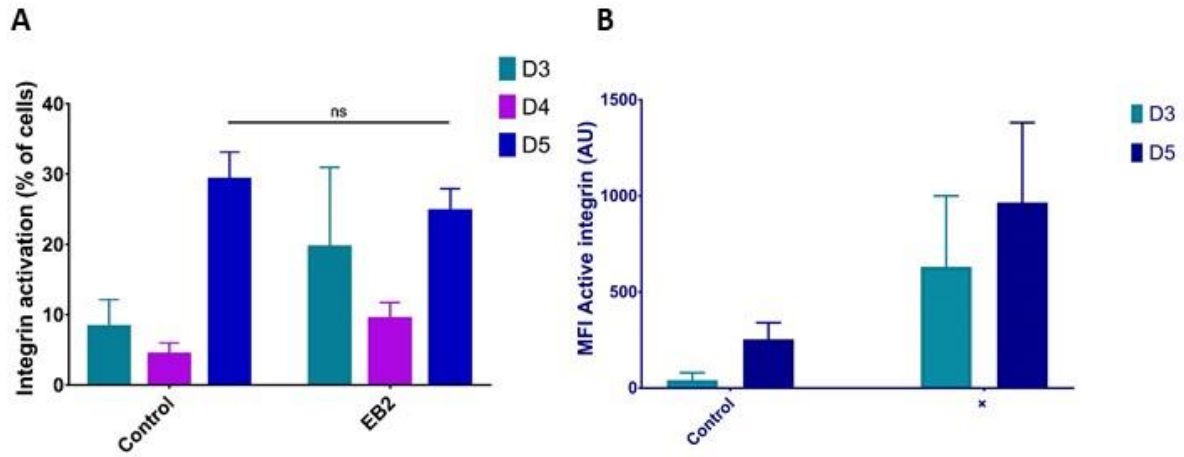 A
Integrin activation (% of cells)
40
30
20
10
0
ns
Control
EB2
D3
D4
D5
B
MFI Active integrin (AU)
1500
1000
500
0
Control
×
D3
D5